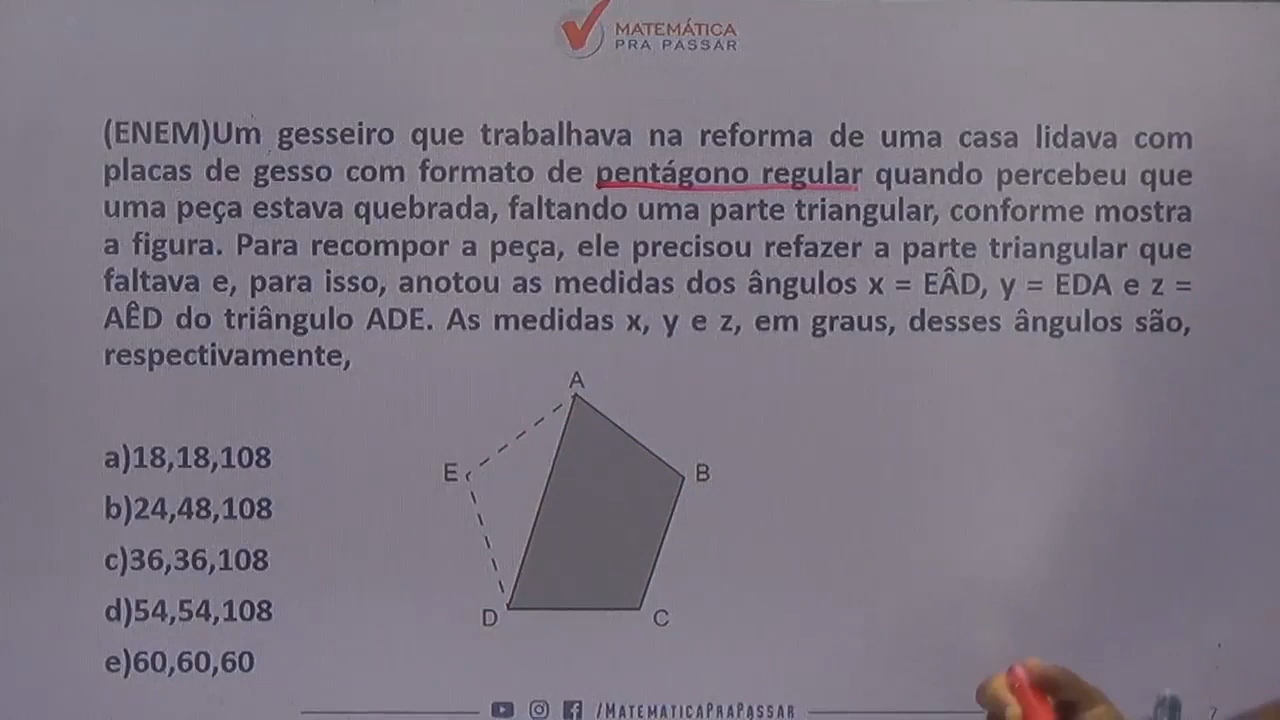 MATEMÁTICA
PRA PASSAR
(ENEM)Um gesseiro que trabalhava na reforma de uma casa lidava com
placas de gesso com formato de pentágono regular quando percebeu que
uma peça estava quebrada, faltando uma parte triangular, conforme mostra
a figura. Para recompor a peça, ele precisou refazer a parte triangular que
faltava e, para isso, anotou as medidas dos ângulos x = EÂD, y = EDA e z =
AÊD do triângulo ADE. As medidas x, y e z, em graus, desses ângulos são,
respectivamente,
A
a)18,18,108
E
B
b)24,48,108
c)36,36,108
d)54,54,108
D
C
e)60,60,60
/MATEMATICAPRAPASSAR
7